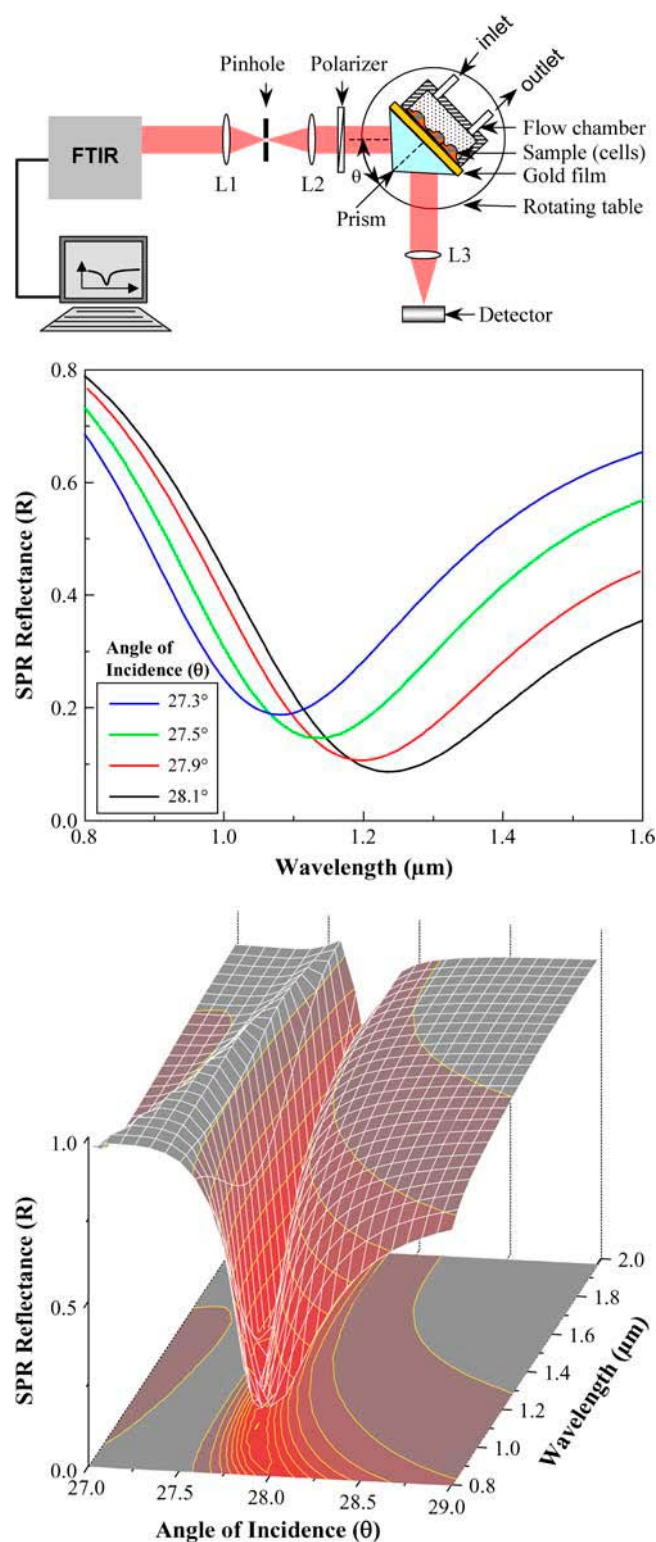 inlet
outlet
Pinhole
Polarizer
FTIR
L1
L2
θ
Prism
Flow chamber
Sample (cells)
Gold film
Rotating table
L3
Detector
SPR Reflectance (R)
0.8
0.6
0.4
0.2
0.0
Angle of
Incidence (θ)
27.3°
27.5°
27.9°
28.1°
0.8 1.0 1.2 1.4 1.6
Wavelength (µm)
SPR Reflectance (R)
1.0
0.5
0.0
27.0 27.5 28.0 28.5 29.0
Angle of Incidence (θ)
2.0
1.8
1.6
1.4
1.2
1.0
0.8
Wavelength (µm)